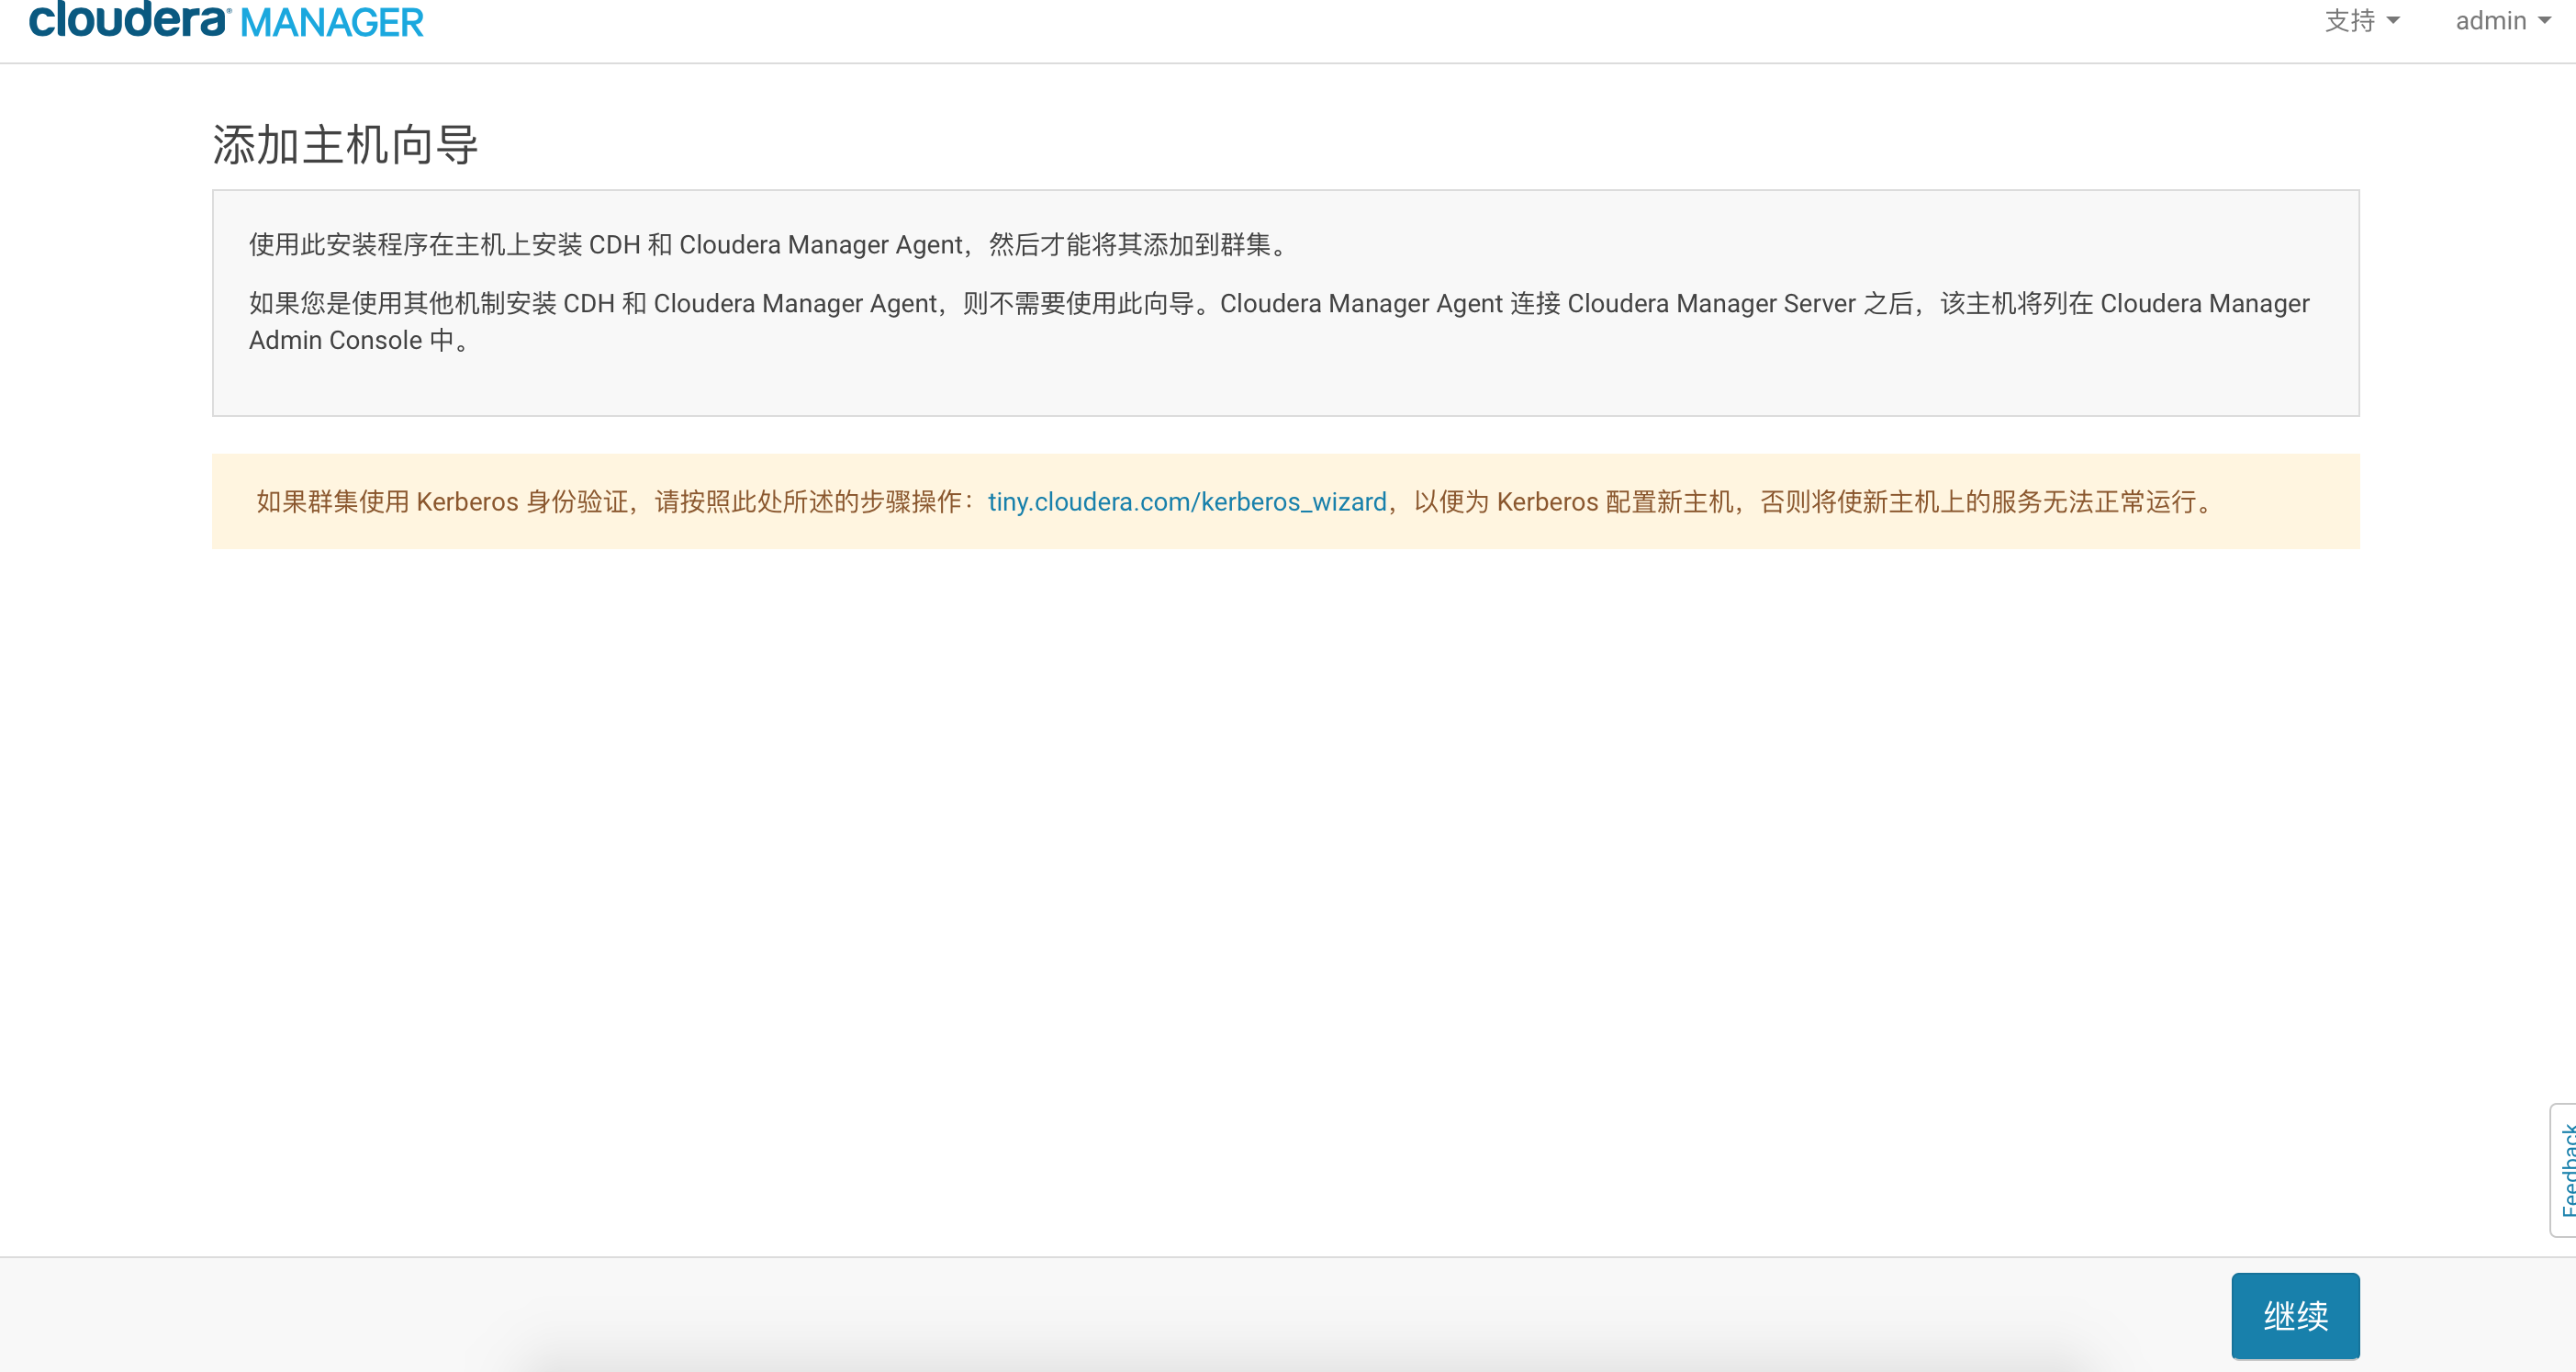 cloudera MANAGER
支持 admin
添加主机向导
使用此安装程序在主机上安装 CDH 和 Cloudera Manager Agent，然后才能将其添加到群集。
如果您是使用其他机制安装 CDH 和 Cloudera Manager Agent，则不需要使用此向导。Cloudera Manager Agent 连接 Cloudera Manager Server 之后，该主机将列在 Cloudera Manager
Admin Console 中。
如果群集使用 Kerberos 身份验证，请按照此处所述的步骤操作：tiny.cloudera.com/kerberos_wizard，以便为 Kerberos 配置新主机，否则将使新主机上的服务无法正常运行。
Feedback
继续